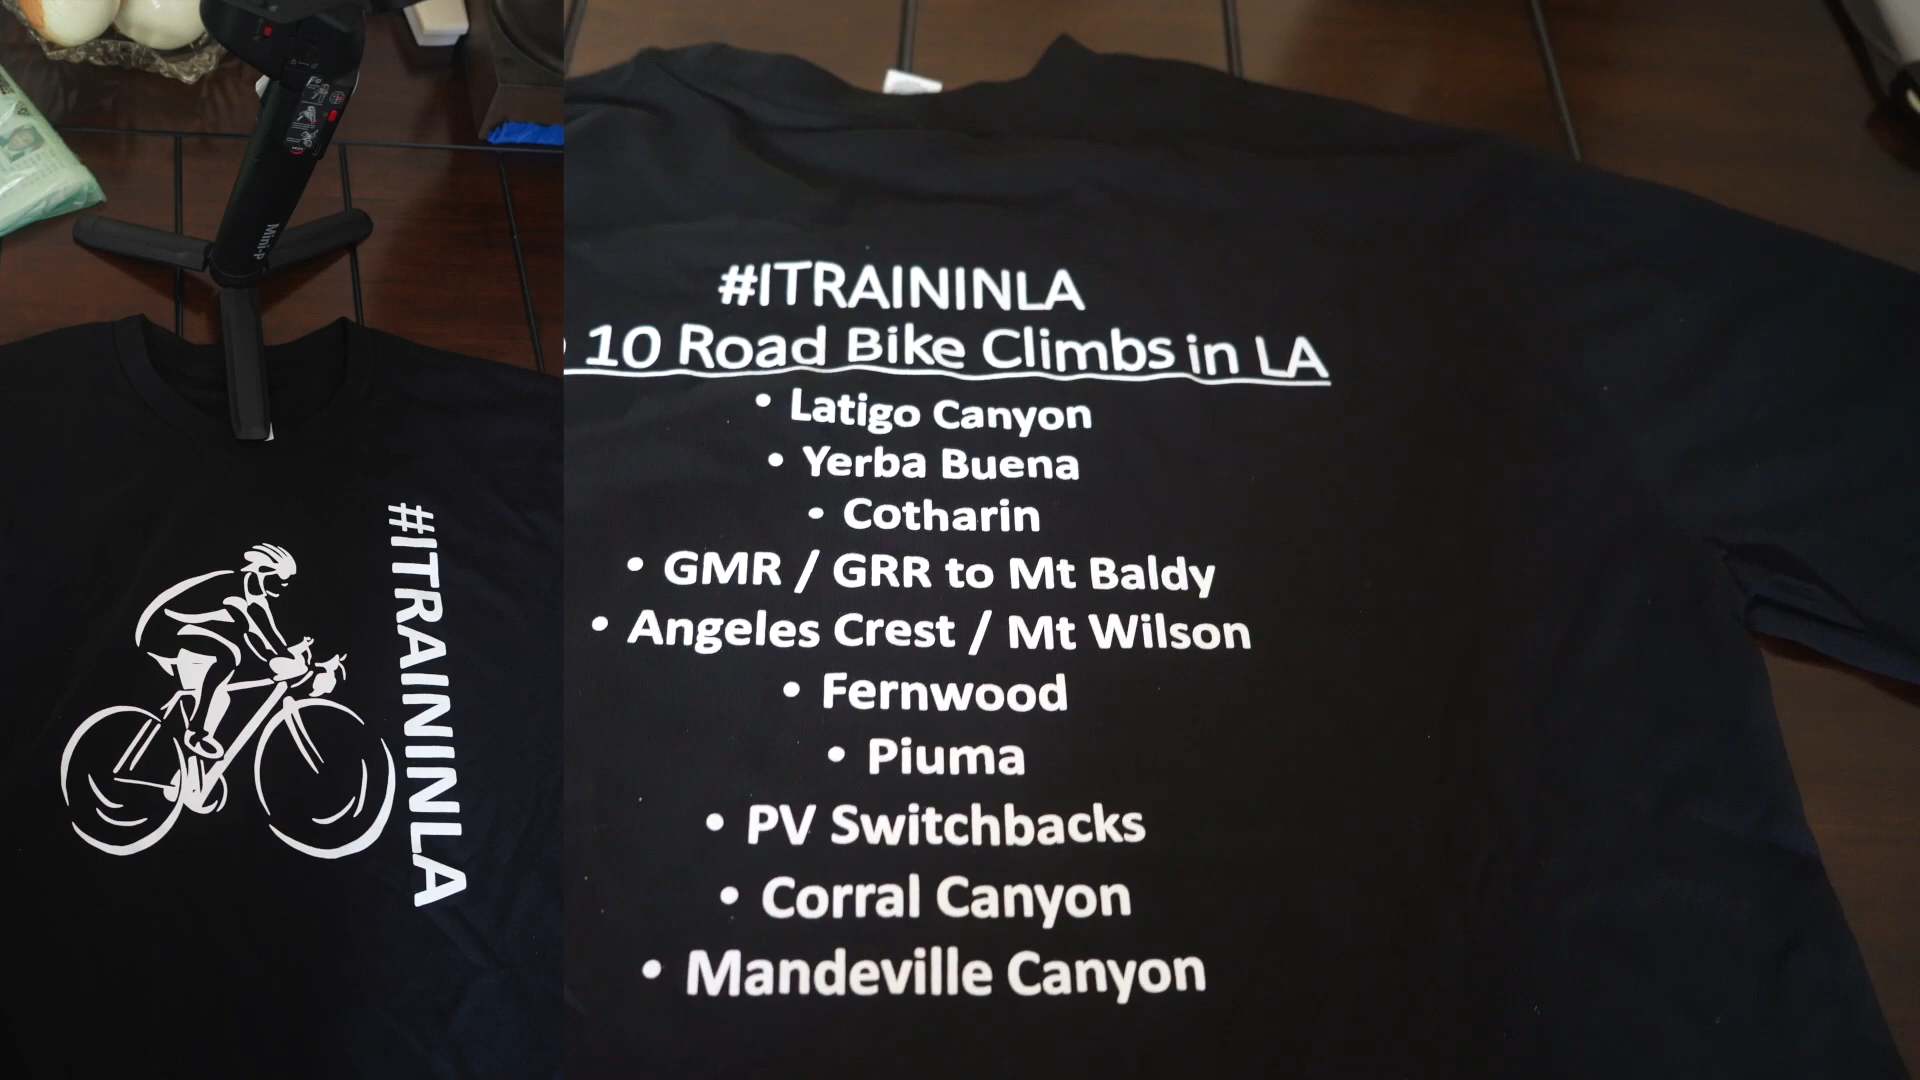 Mini-P
#ITRAININLA
#ITRAININLA
10 Road Bike Climbs in LA
• Latigo Canyon
• Yerba Buena
• Cotharin
• GMR / GRR to Mt Baldy
• Angeles Crest / Mt Wilson
• Fernwood
• Piuma
• PV Switchbacks
• Corral Canyon
• Mandeville Canyon